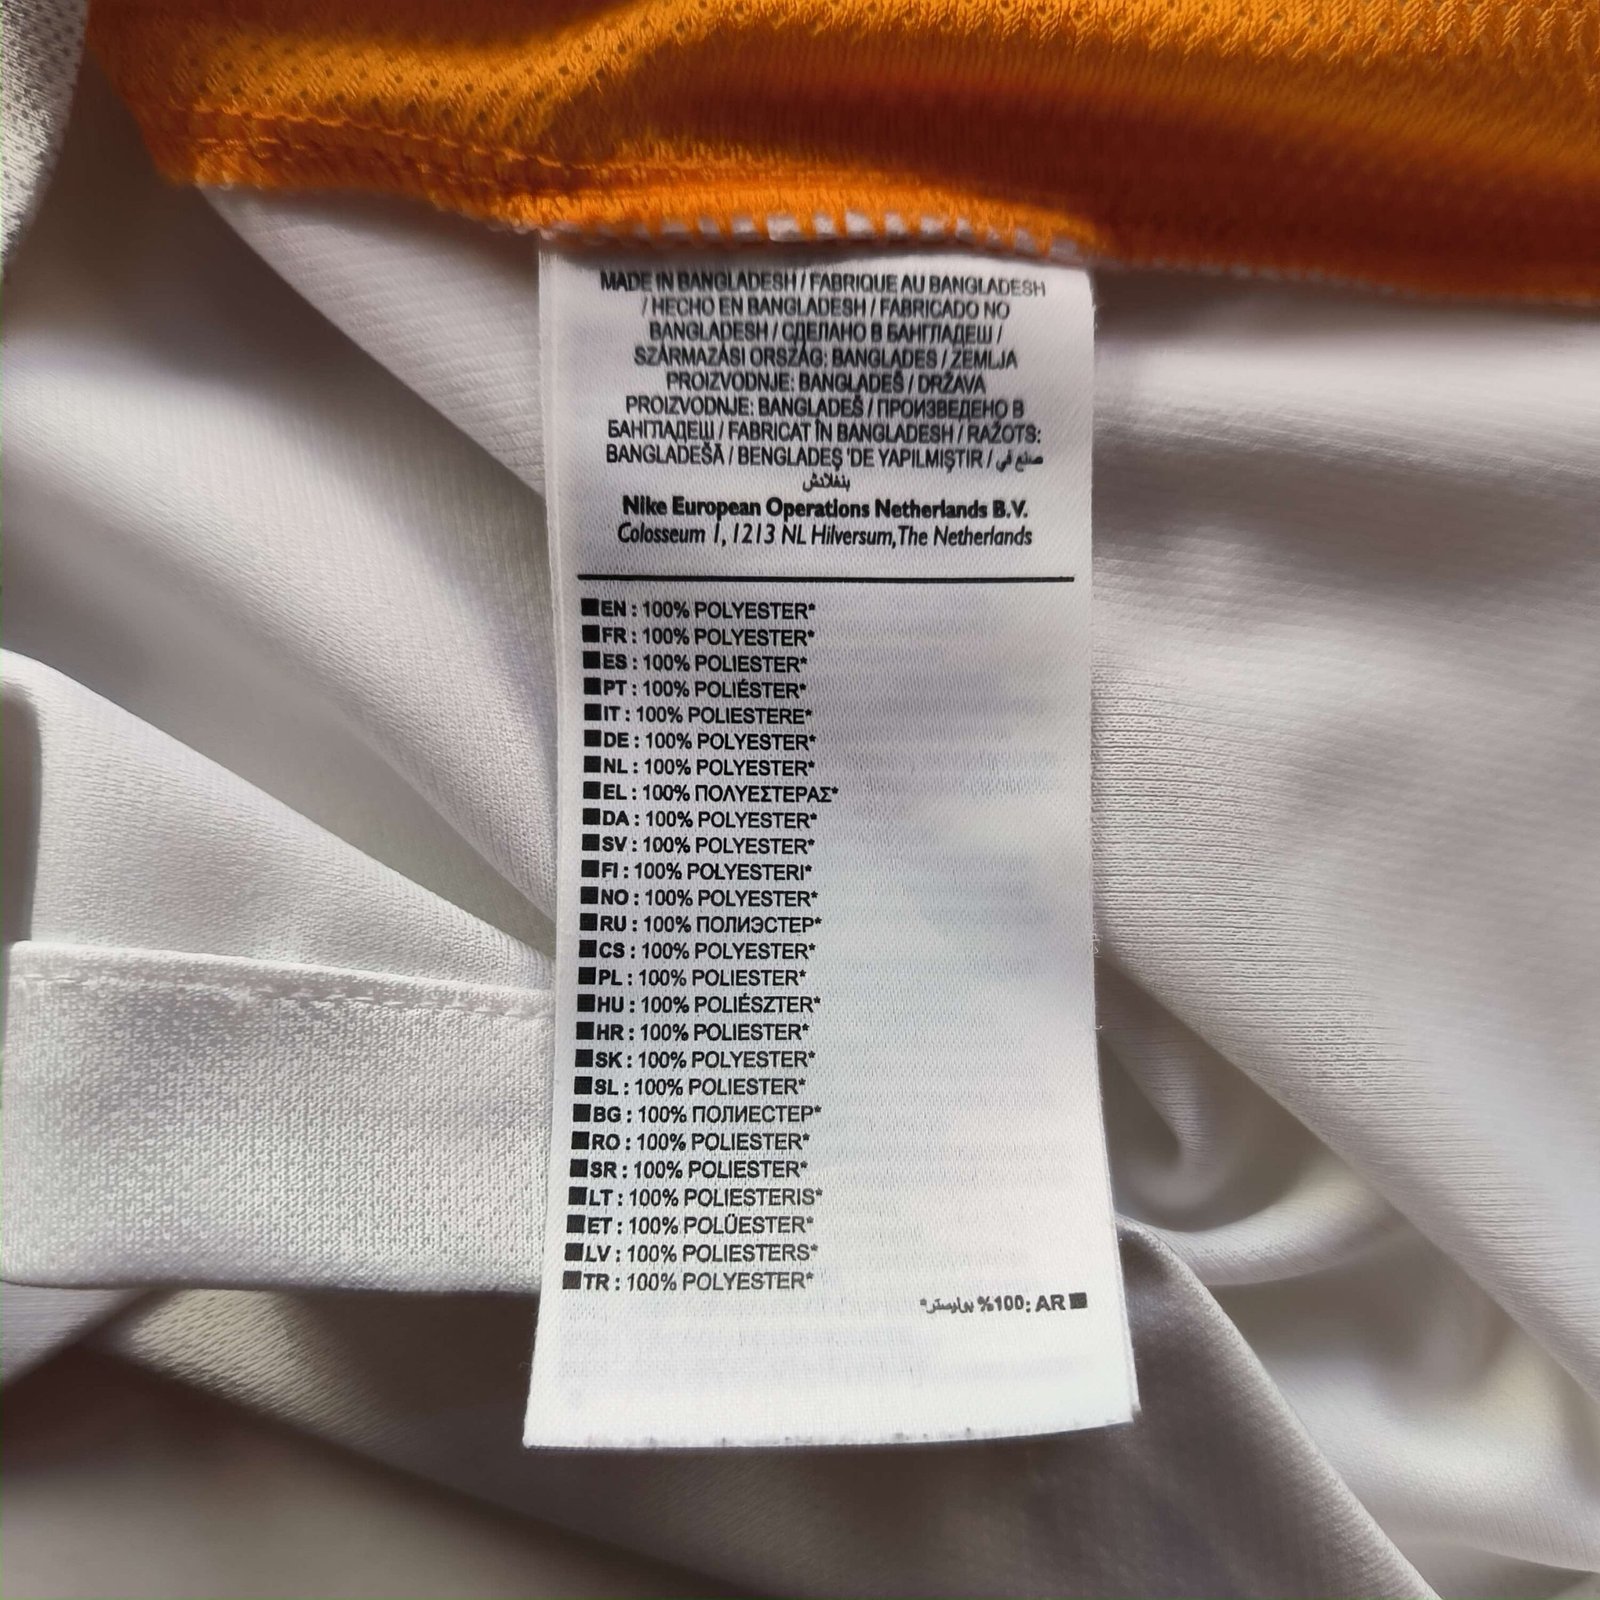 MADE IN BANGLADESH / FABRIQUE AU BANGLADESH
/ HECHO EN BANGLADESH / FABRICADO NO
BANGLADESH / СДЕЛАНО В БАНГЛАДЕШ /
SZÁRMAZÁSI ORSZÁG: BANGLADES / ZEMLJA
PROIZVODNJE: BANGLADEŠ / DRŽAVA
PROIZVODNJE: BANGLADEŠ / ПРОИЗВЕДЕНО В
БАНГЛАДЕШ / FABRICAT ÎN BANGLADESH / RAŽOTS:
BANGLADEŠĀ / BENGLADEŞ 'DE YAPILMIŞTIR / صنع في
بنغلادش
Nike European Operations Netherlands B.V.
Colosseum 1, 1213 NL Hilversum, The Netherlands
■EN : 100% POLYESTER*
■FR : 100% POLYESTER*
■ES : 100% POLIESTER*
■PT : 100% POLIÉSTER*
■IT : 100% POLIESTERE*
■DE : 100% POLYESTER*
■NL : 100% POLYESTER*
■EL : 100% ΠΟΛΥΕΣΤΕΡΑΣ*
■DA : 100% POLYESTER*
■SV : 100% POLYESTER*
■FI : 100% POLYESTERI*
■NO : 100% POLYESTER*
■RU : 100% ПОЛИЭСТЕР*
■CS : 100% POLYESTER*
■PL : 100% POLIESTER*
■HU : 100% POLIÉSZTER*
■HR : 100% POLIESTER*
■SK : 100% POLYESTER*
■SL : 100% POLIESTER*
■BG : 100% ПОЛИЕСТЕР*
■RO : 100% POLIESTER*
■SR : 100% POLIESTER*
■LT : 100% POLIESTERIS*
■ET : 100% POLÜESTER*
■LV : 100% POLIESTERS*
■TR : 100% POLYESTER*
■AR :100% بوليستر*